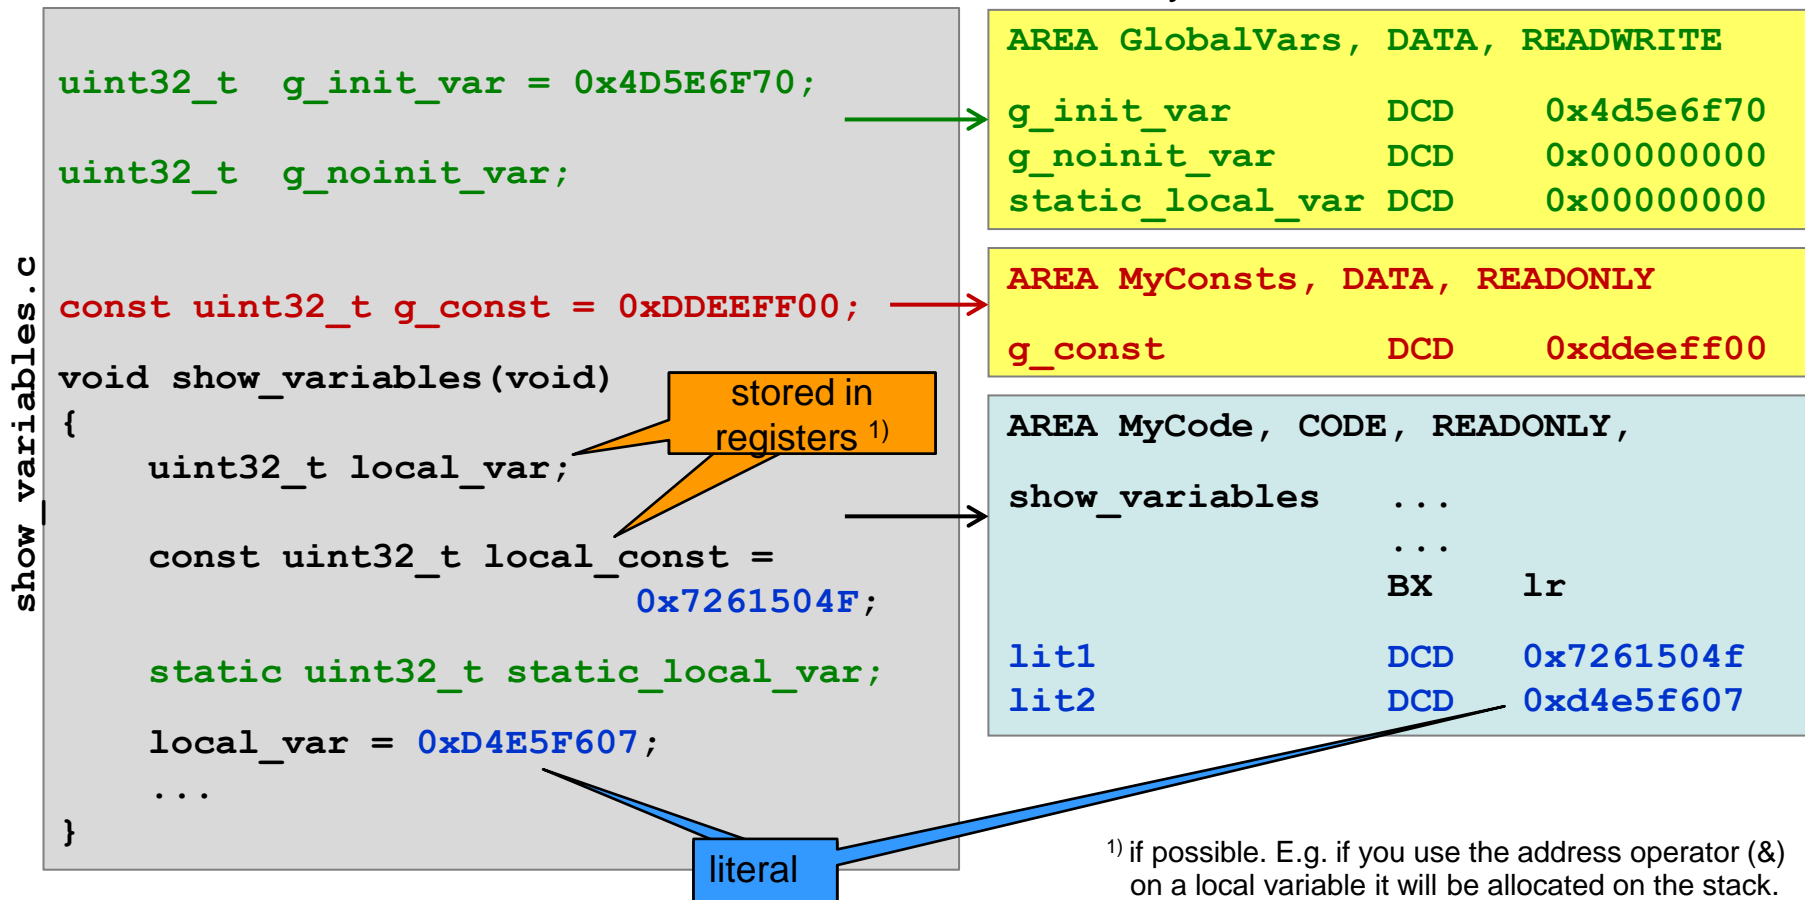 show_variables.c
uint32_t g_init_var = 0x4D5E6F70;
uint32_t g_noinit_var;
const uint32_t g_const = 0xDDEEFF00;
void show_variables(void)
{
uint32_t local_var;
const uint32_t local_const =
0x7261504F;
static uint32_t static_local_var;
local_var = 0xD4E5F607;
...
}
stored in
registers 1)
literal
AREA GlobalVars, DATA, READWRITE
g_init_var DCD 0x4d5e6f70
g_noinit_var DCD 0x00000000
static_local_var DCD 0x00000000
AREA MyConsts, DATA, READONLY
g_const DCD 0xddeeff00
AREA MyCode, CODE, READONLY,
show_variables ...
...
BX lr
lit1 DCD 0x7261504f
lit2 DCD 0xd4e5f607
1) if possible. E.g. if you use the address operator (&)
on a local variable it will be allocated on the stack.